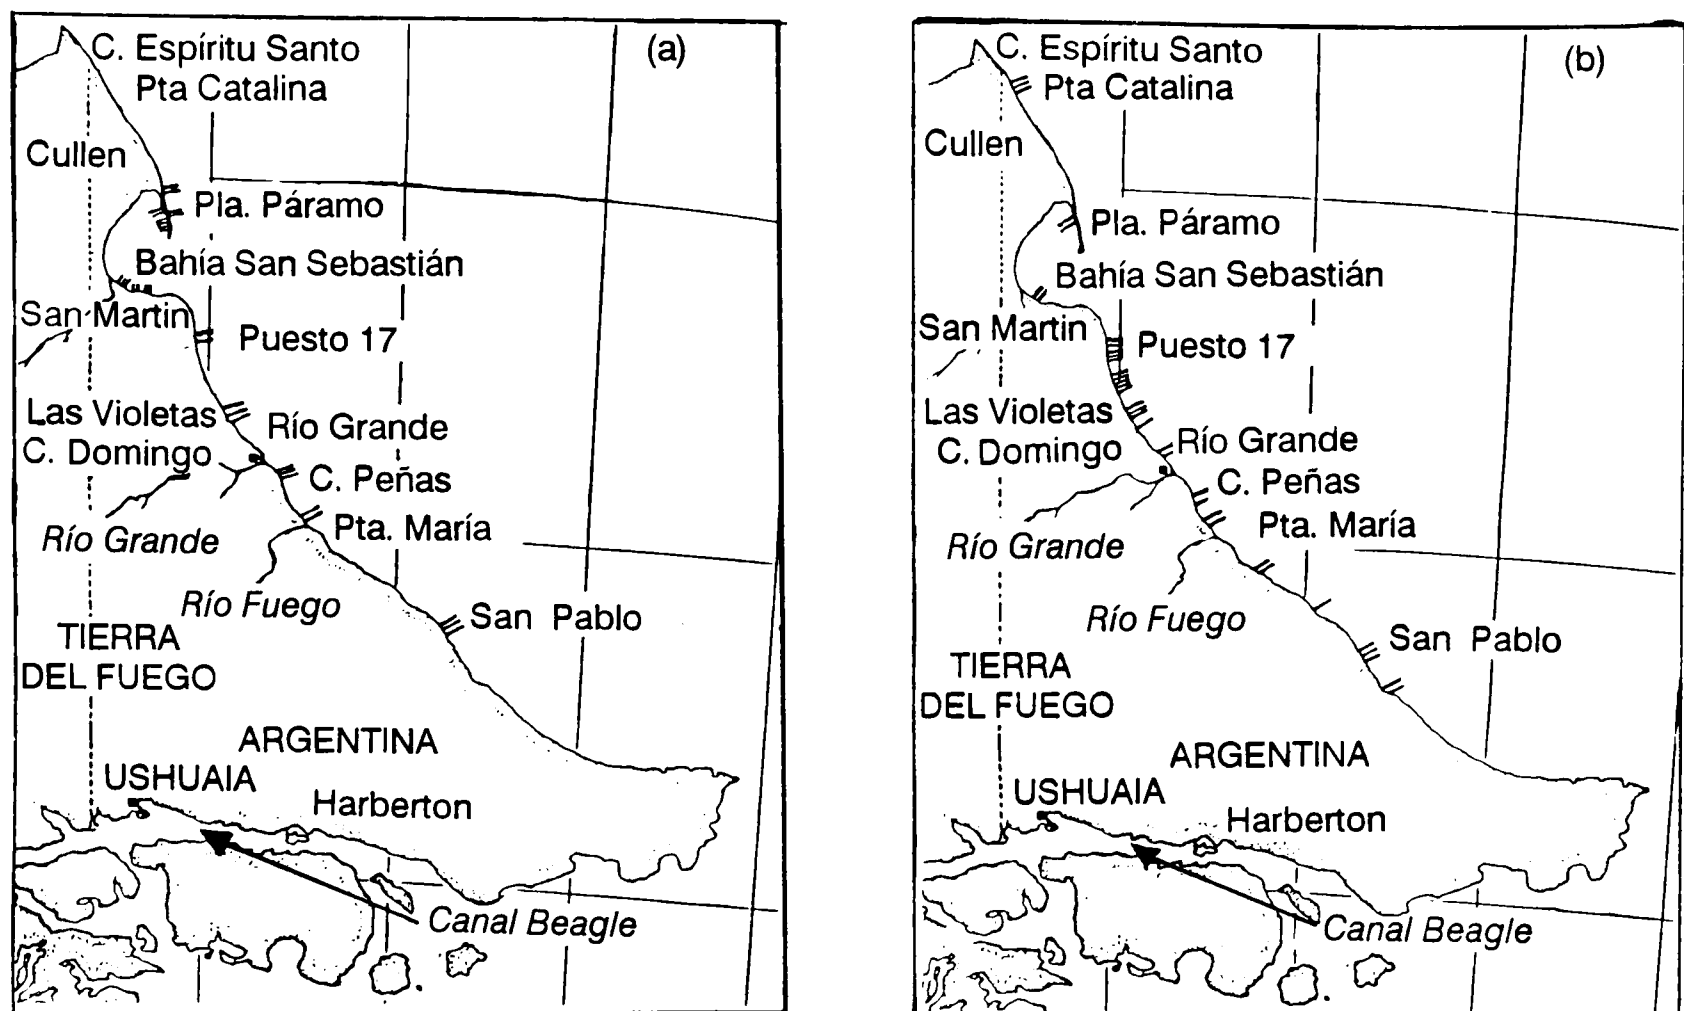 (a)
C. Espíritu Santo
Pta Catalina
Cullen
Pla. Páramo
Bahía San Sebastián
San Martin
Puesto 17
Las Violetas
Río Grande
C. Domingo
C. Peñas
Río Grande
Pta. María
Río Fuego
San Pablo
TIERRA
DEL FUEGO
ARGENTINA
USHUAIA
Harberton
Canal Beagle
(b)
C. Espíritu Santo
Pta Catalina
Cullen
Pla. Páramo
Bahía San Sebastián
San Martin
Puesto 17
Las Violetas
Río Grande
C. Domingo
C. Peñas
Río Grande
Pta. María
Río Fuego
San Pablo
TIERRA
DEL FUEGO
ARGENTINA
USHUAIA
Harberton
Canal Beagle